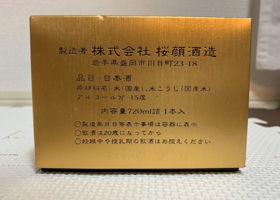 製造者 株式会社 桜顔酒造
岩手県盛岡市川目町23-18
品目 日本酒
原材料名 米(国産)、米こうじ(国産米)
アルコール分 15度
内容量720ml詰 1本入
○製造年月日等表示事項は容器に表示
○飲酒は20歳になってから
○妊娠中や授乳期の飲酒はお控えください